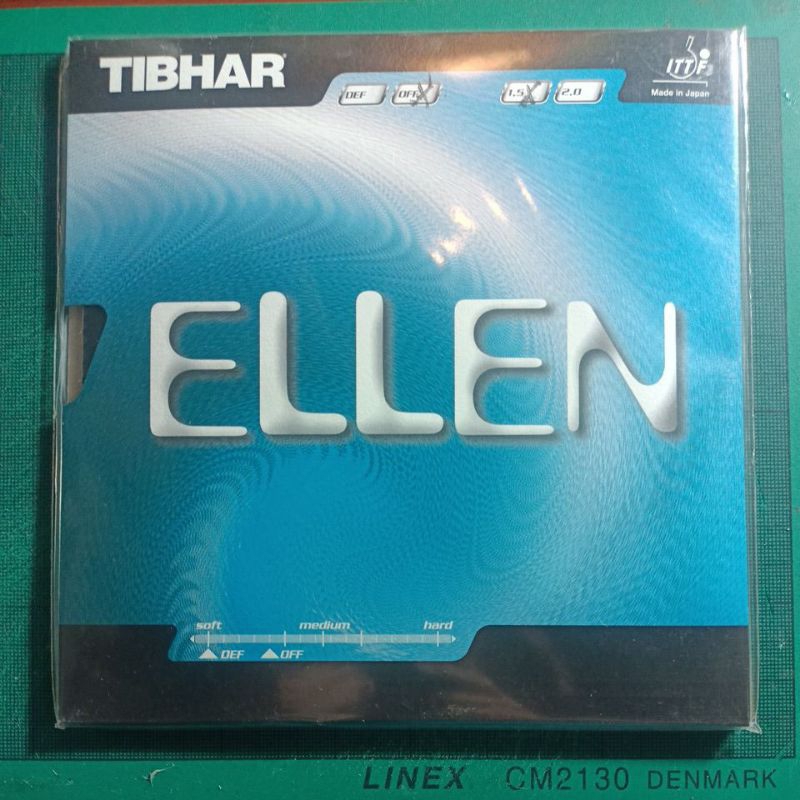 TIBHAR
DEF OFF 1.5 2.0
ITTF
Made in Japan
ELLEN
soft medium hard
DEF OFF
LINEX CM2130 DENMARK